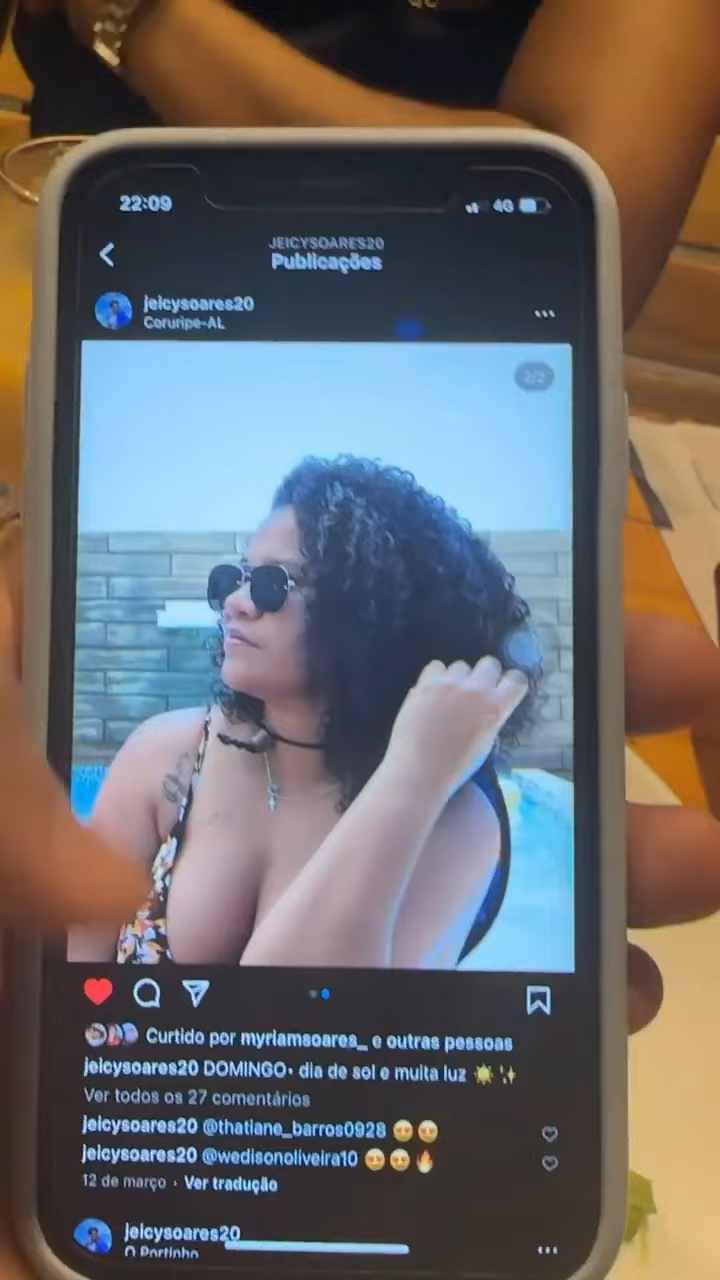 22:09
4G
JEICYSOARES20
Publicações
jeicysoares20
Coruripe-AL
2/2
Curtido por myriamsoares_ e outras pessoas
jeicysoares20 DOMINGO• dia de sol e muita luz ☀️✨
Ver todos os 27 comentários
jeicysoares20 @thatiane_barros0928 😍😍
jeicysoares20 @wedisonoliveira10 😍😍🔥
12 de março · Ver tradução
jeicysoares20
O Portinho